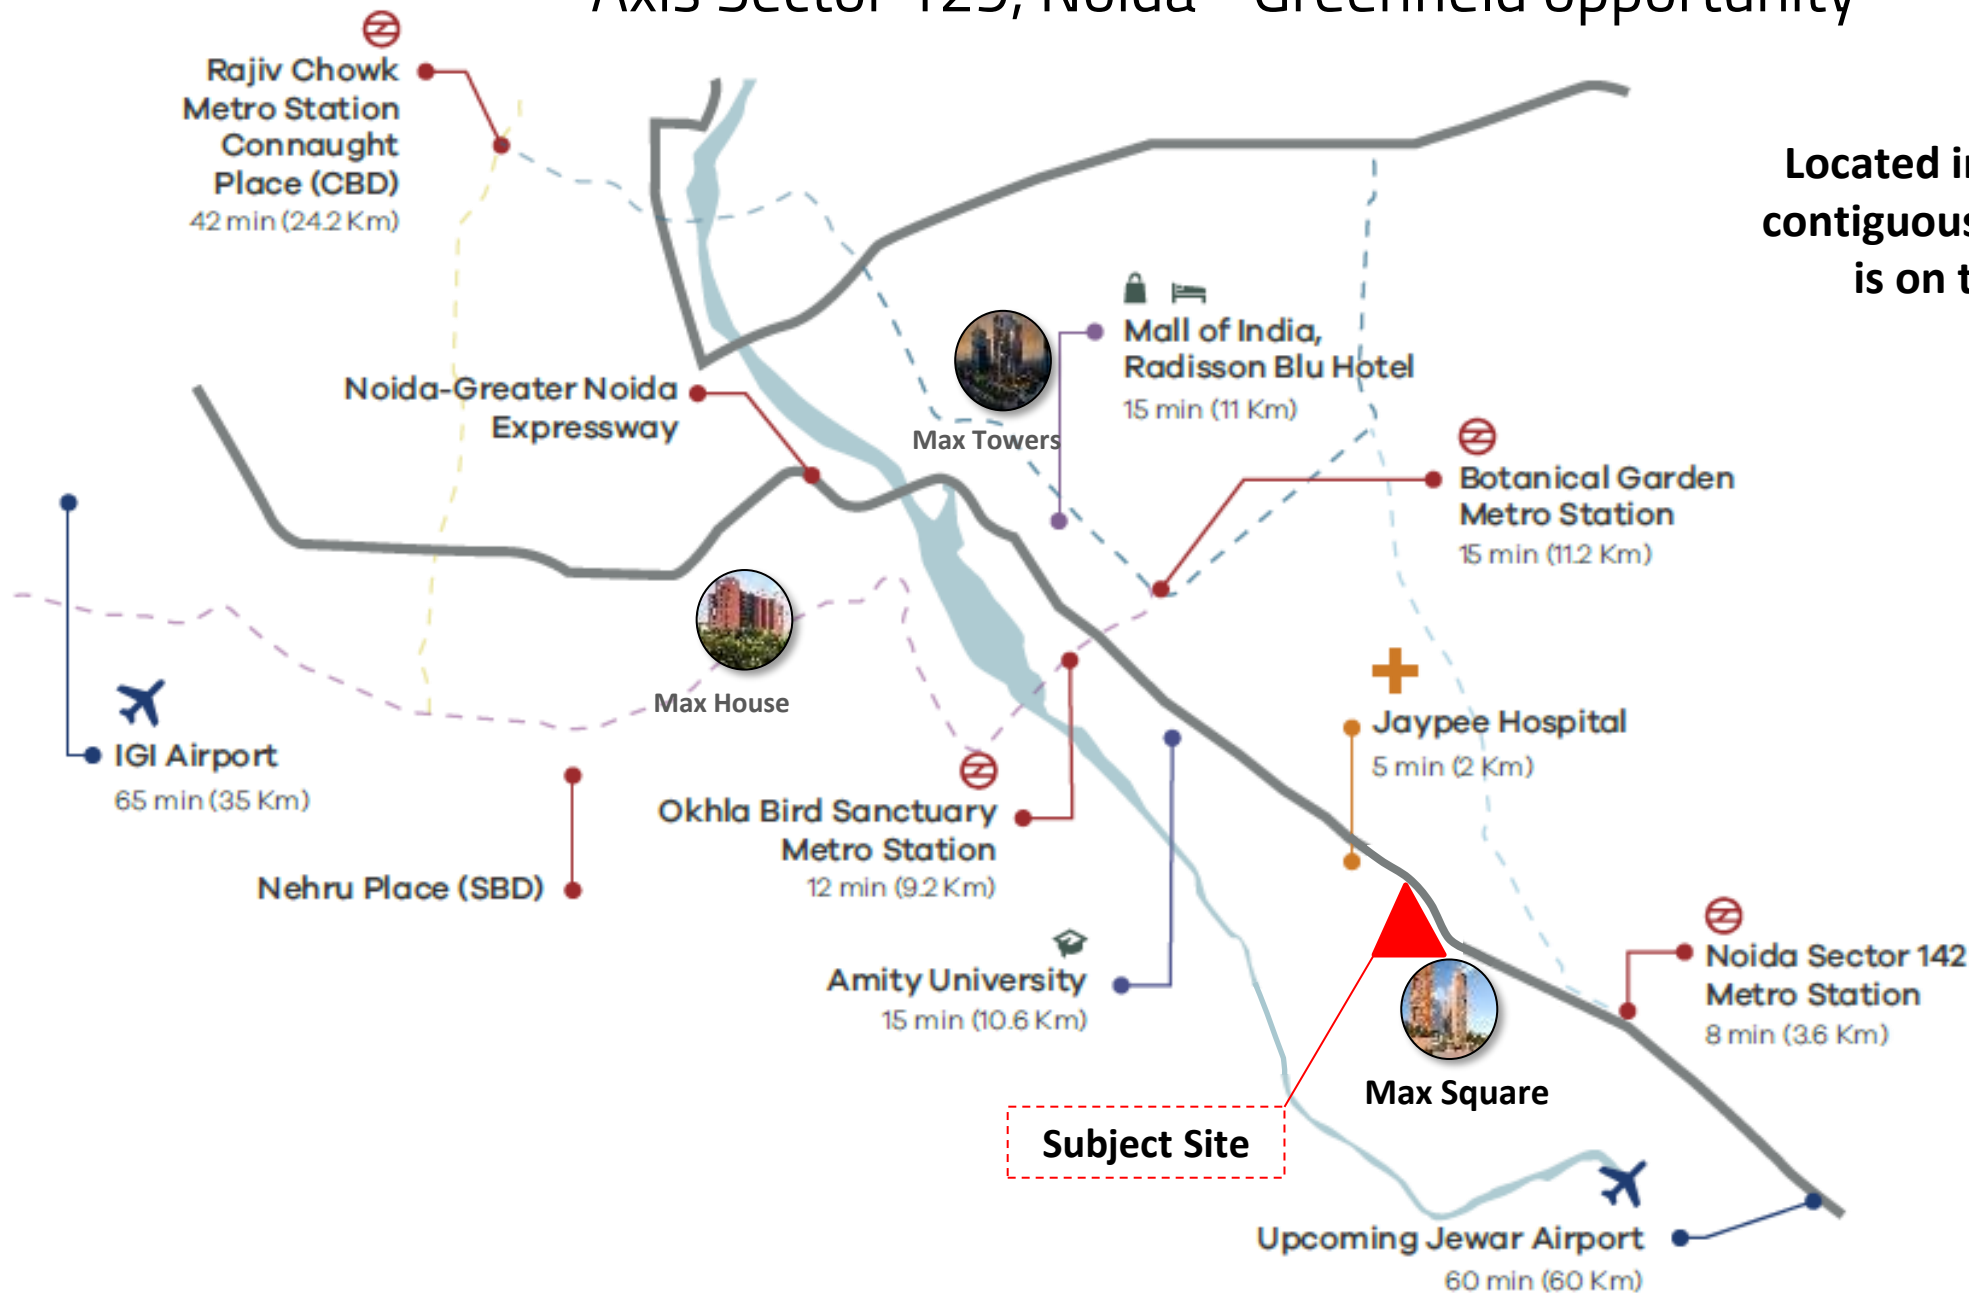 Noida - Greenfield opportunity
Rajiv Chowk
Metro Station
Connaught
Place (CBD)
42 min (24.2 Km)
Located i
contiguous
is on t
Mall of India,
Radisson Blu Hotel
15 min (11 Km)
Noida-Greater Noida
Expressway
Max Towers
Botanical Garden
Metro Station
15 min (11.2 Km)
Max House
IGI Airport
65 min (35 Km)
Jaypee Hospital
5 min (2 Km)
Okhla Bird Sanctuary
Metro Station
12 min (9.2 Km)
Nehru Place (SBD)
Amity University
15 min (10.6 Km)
Noida Sector 142
Metro Station
8 min (3.6 Km)
Max Square
Subject Site
Upcoming Jewar Airport
60 min (60 Km)